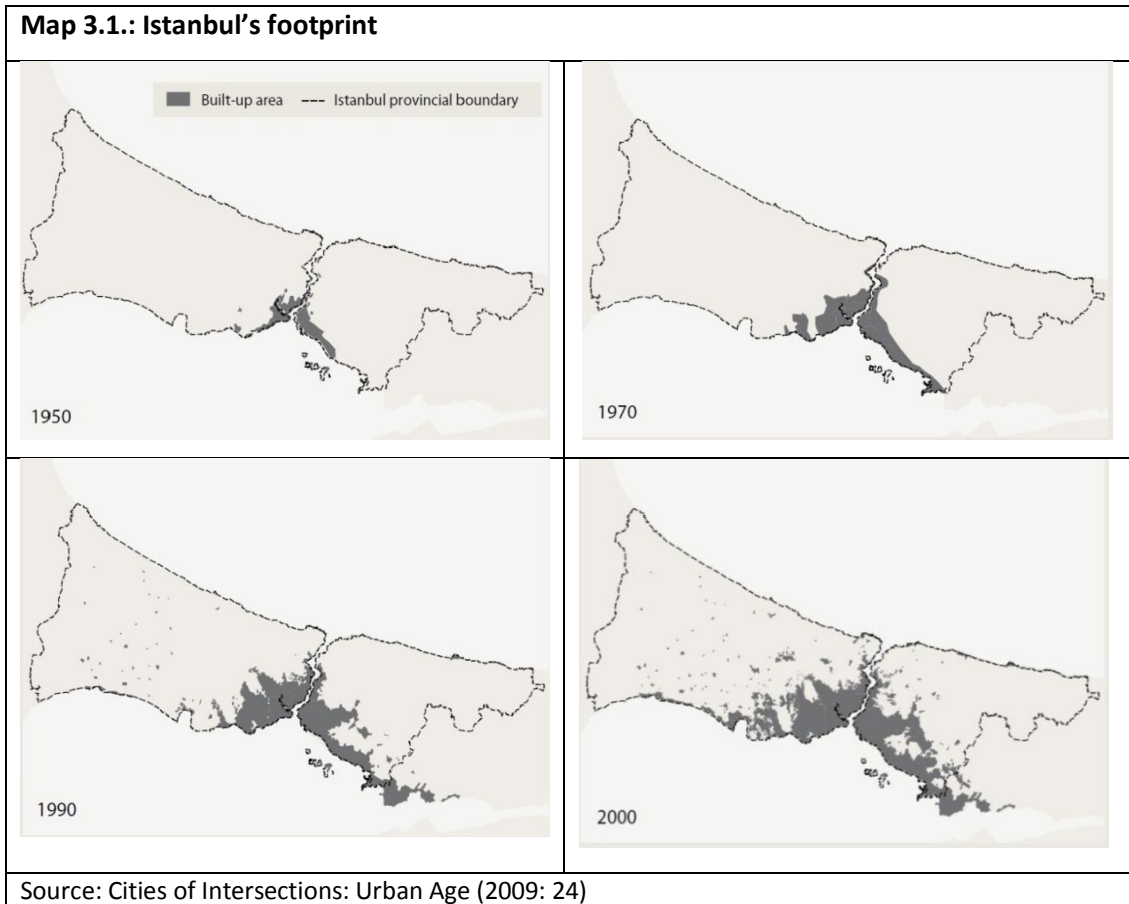 Map 3.1.: Istanbul's footprint
Built-up area --- Istanbul provincial boundary
1950
1970
1990
2000
Source: Cities of Intersections: Urban Age (2009: 24)